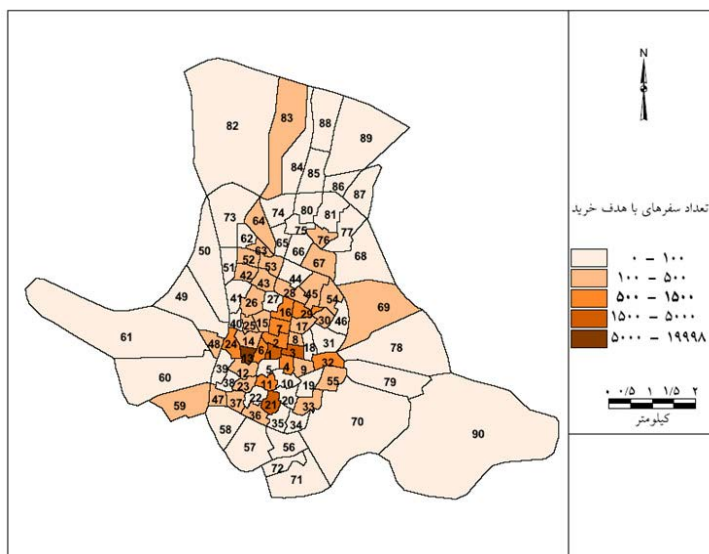 N
تعداد سفرهای با هدف خرید
۰ - ۱۰۰
۱۰۰ - ۵۰۰
۵۰۰ - ۱۵۰۰
۱۵۰۰ - ۵۰۰۰
۵۰۰۰ - ۱۹۹۹۸
۰ ۰/۵ ۱ ۱/۵ ۲
کیلومتر
82 83 88 89
84 85
86 87
73 64 74 80 81
62 75 76 77
50 63 65 66
51 52 53 67 68
42 43 44
49 41 26 27 28 45 54 69
16 29
61 40 25 15 7 17 30 46
48 24 14 2 8 18 31 78
13 6 1 3
60 39 12 5 4 9 32
38 23 11 10 19 55 79
59 47 37 22 21 20 33
36 35 34 70
58 57 56 90
72 71